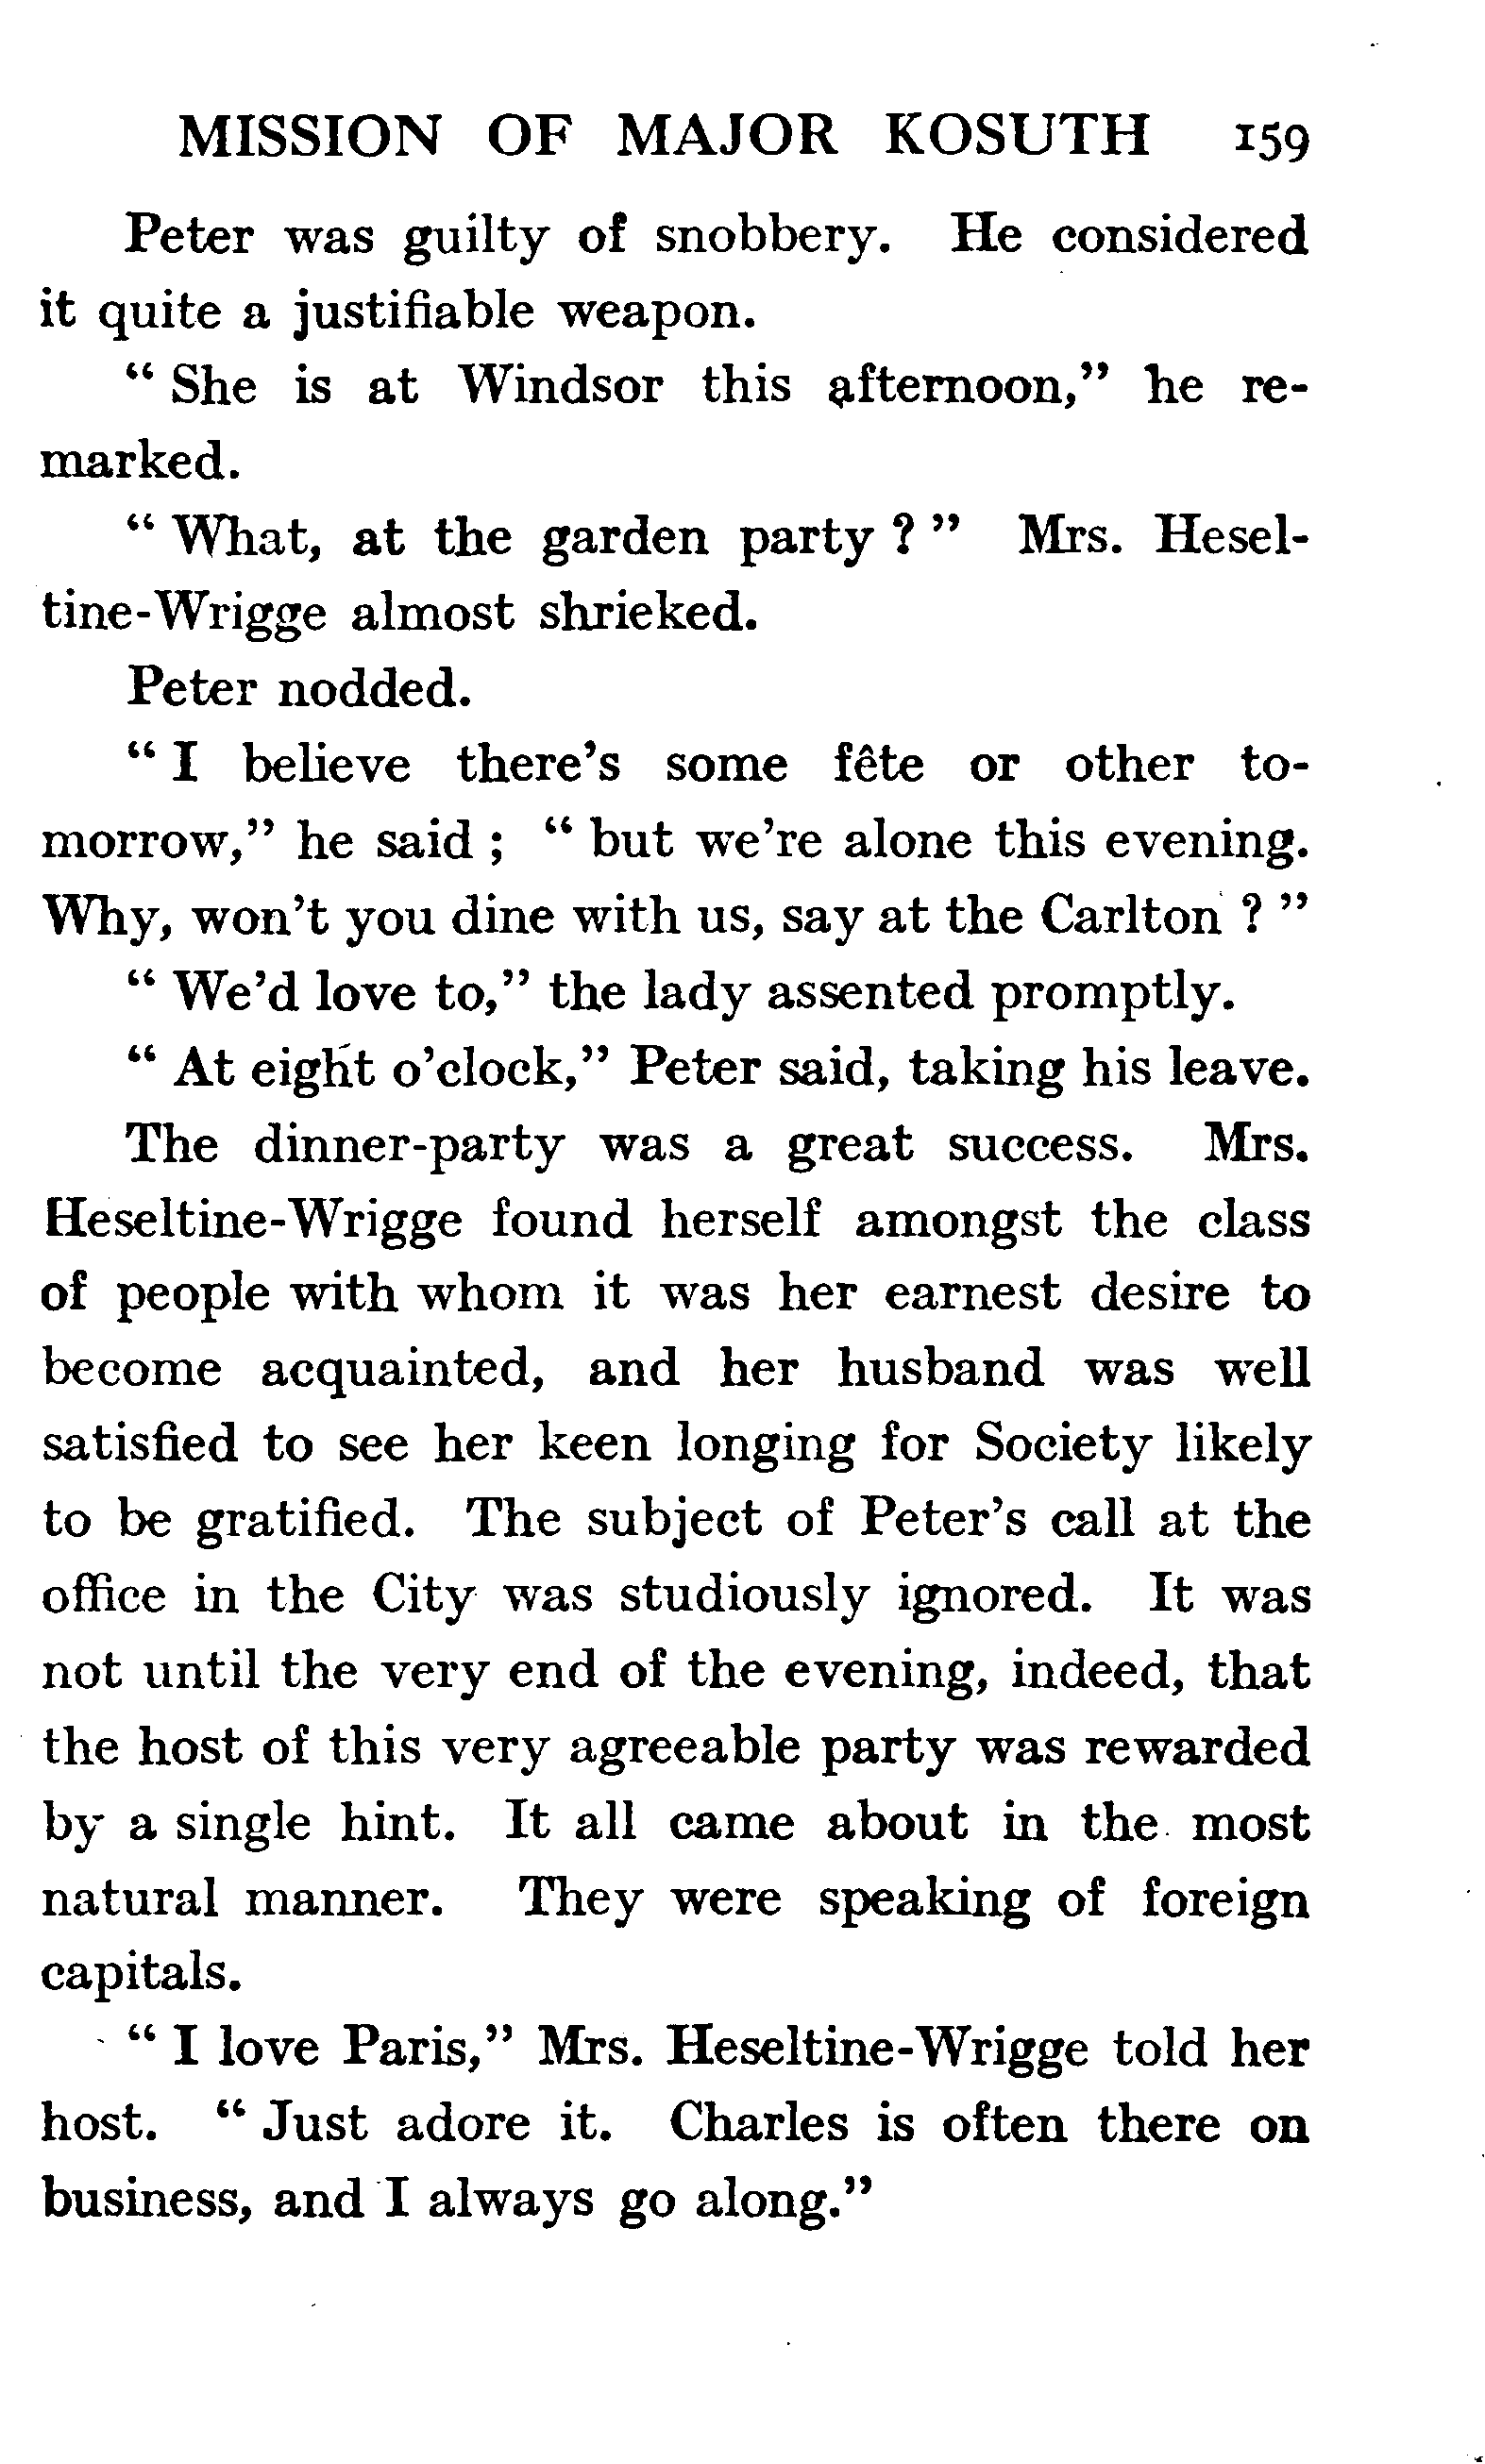 MISSION OF MAJOR KOSUTH 159
Peter was guilty of snobbery. He considered
it quite a justifiable weapon.
“ She is at Windsor this afternoon,” he re-
marked.
“ What, at the garden party ? ” Mrs. Hesel-
tine-Wrigge almost shrieked.
Peter nodded.
“ I believe there’s some fête or other to-
morrow,” he said ; “ but we’re alone this evening.
Why, won’t you dine with us, say at the Carlton ? ”
“ We’d love to,” the lady assented promptly.
“ At eight o’clock,” Peter said, taking his leave.
The dinner-party was a great success. Mrs.
Heseltine-Wrigge found herself amongst the class
of people with whom it was her earnest desire to
become acquainted, and her husband was well
satisfied to see her keen longing for Society likely
to be gratified. The subject of Peter’s call at the
office in the City was studiously ignored. It was
not until the very end of the evening, indeed, that
the host of this very agreeable party was rewarded
by a single hint. It all came about in the most
natural manner. They were speaking of foreign
capitals.
“ I love Paris,” Mrs. Heseltine-Wrigge told her
host. “ Just adore it. Charles is often there on
business, and I always go along.”